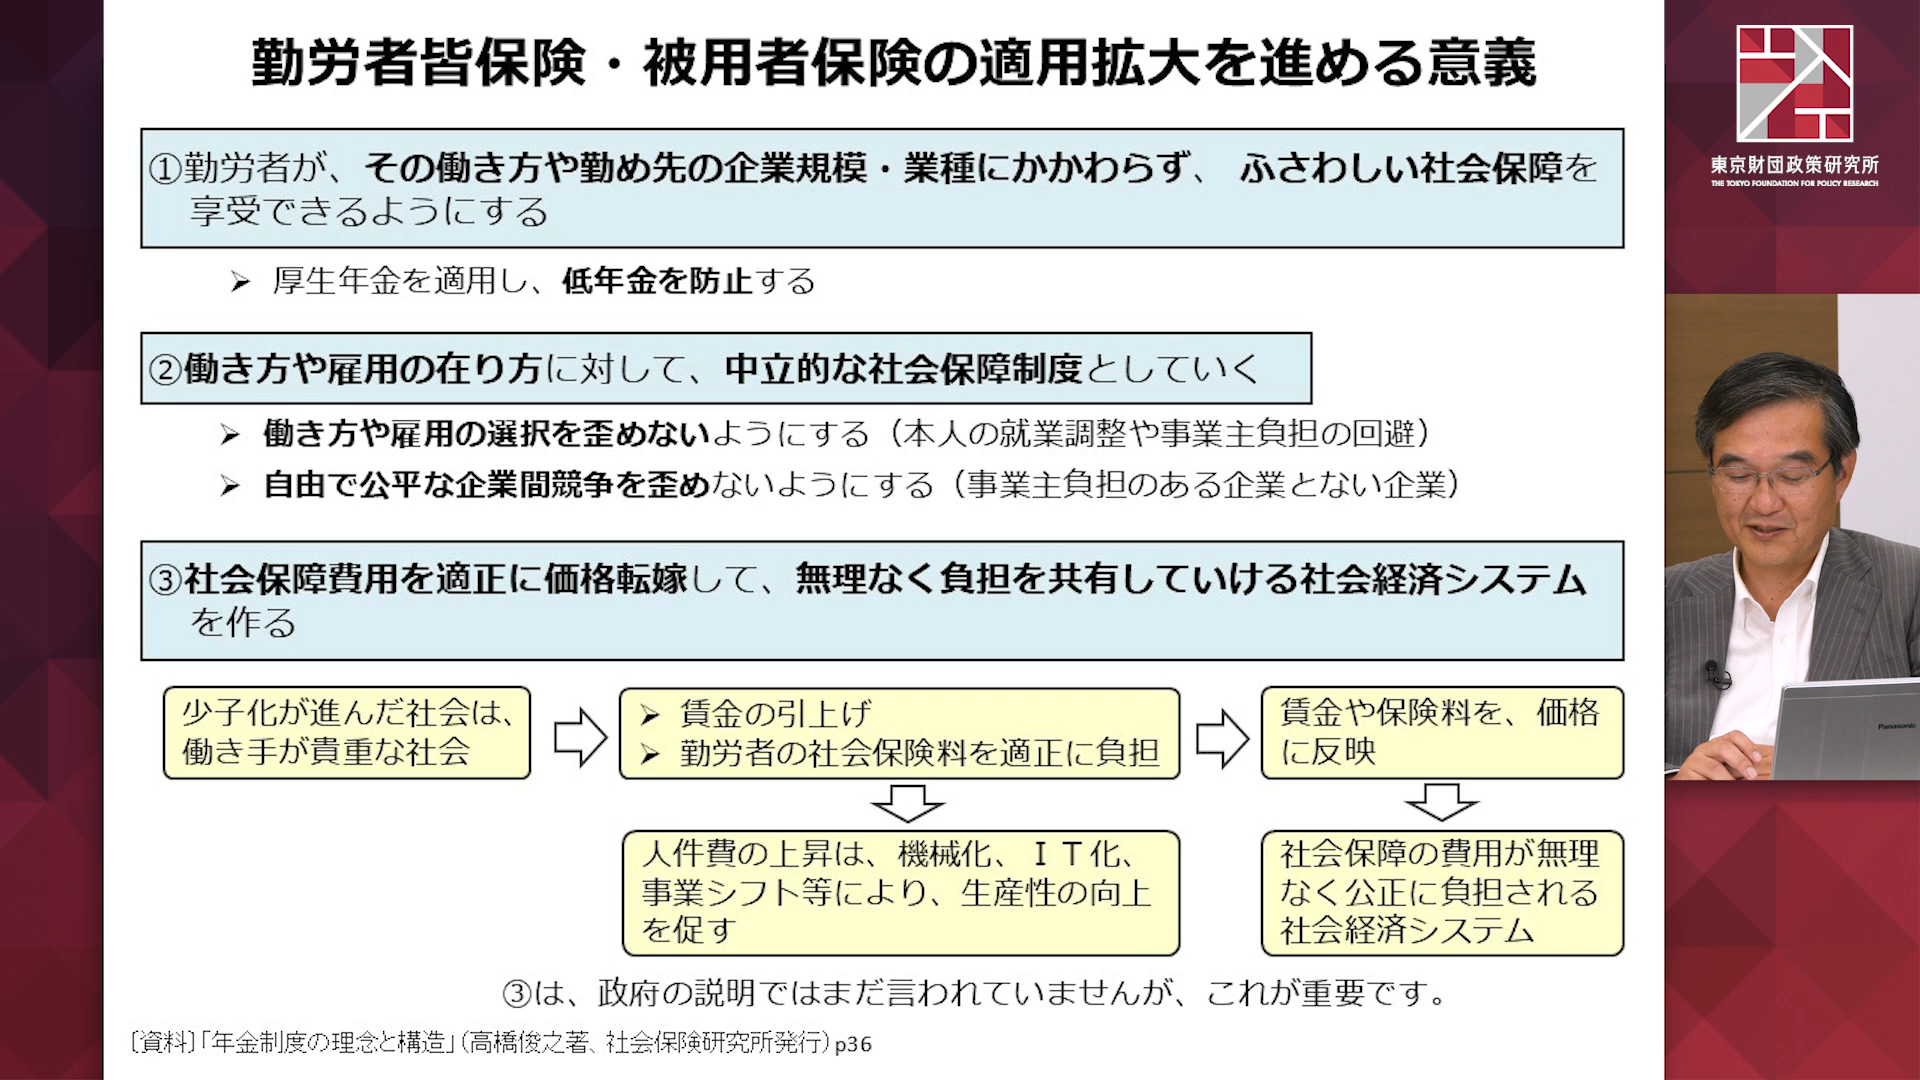 勤労者皆保険・被用者保険の適用拡大を進める意義
①勤労者が、その働き方や勤め先の企業規模・業種にかかわらず、ふさわしい社会保障を
享受できるようにする
➢ 厚生年金を適用し、低年金を防止する
②働き方や雇用の在り方に対して、中立的な社会保障制度としていく
➢ 働き方や雇用の選択を歪めないようにする（本人の就業調整や事業主負担の回避）
➢ 自由で公平な企業間競争を歪めないようにする（事業主負担のある企業とない企業）
③社会保障費用を適正に価格転嫁して、無理なく負担を共有していける社会経済システム
を作る
少子化が進んだ社会は、
働き手が貴重な社会
➢ 賃金の引上げ
➢ 勤労者の社会保険料を適正に負担
賃金や保険料を、価格
に反映
人件費の上昇は、機械化、ＩＴ化、
事業シフト等により、生産性の向上
を促す
社会保障の費用が無理
なく公正に負担される
社会経済システム
③は、政府の説明ではまだ言われていませんが、これが重要です。
〔資料〕「年金制度の理念と構造」（高橋俊之著、社会保険研究所発行）p36
東京財団政策研究所
THE TOKYO FOUNDATION FOR POLICY RESEARCH
Panasonic